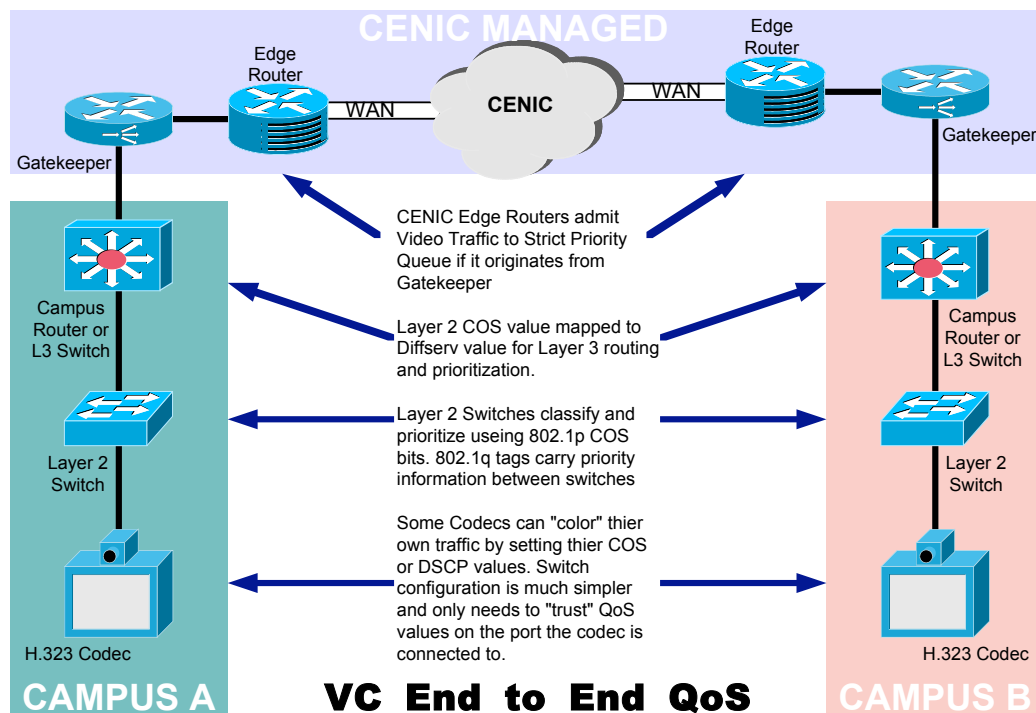 CENIC MANAGED
Edge
Router
Edge
Router
WAN
CENIC
WAN
Gatekeeper
Gatekeeper
CENIC Edge Routers admit
Video Traffic to Strict Priority
Queue if it originates from
Gatekeeper
Campus
Router or
L3 Switch
Layer 2 COS value mapped to
Diffserv value for Layer 3 routing
and prioritization.
Campus
Router or
L3 Switch
Layer 2
Switch
Layer 2 Switches classify and
prioritize useing 802.1p COS
bits. 802.1q tags carry priority
information between switches
Layer 2
Switch
Some Codecs can "color" thier
own traffic by setting thier COS
or DSCP values. Switch
configuration is much simpler
and only needs to "trust" QoS
values on the port the codec is
connected to.
H.323 Codec
H.323 Codec
CAMPUS A
VC End to End QoS
CAMPUS B